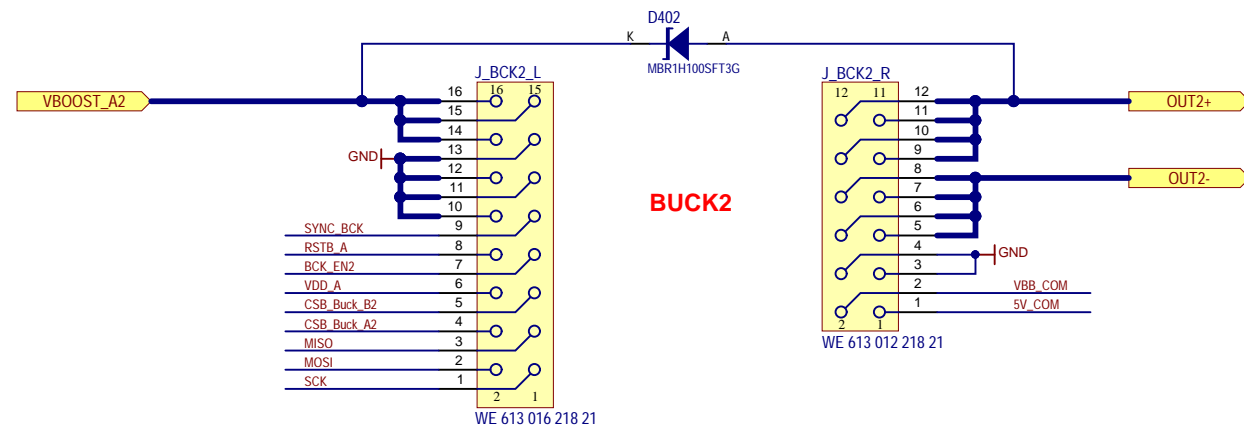 D402
K A
MBR1H100SFT3G
J_BCK2_L
J_BCK2_R
VBOOST_A2
16
15
14
13
12
11
10
9
8
7
6
5
4
3
2
1
16 15
2 1
GND
SYNC_BCK
RSTB_A
BCK_EN2
VDD_A
CSB_Buck_B2
CSB_Buck_A2
MISO
MOSI
SCK
WE 613 016 218 21
BUCK2
12 11
2 1
12
11
10
9
8
7
6
5
4
3
2
1
OUT2+
OUT2-
GND
VBB_COM
5V_COM
WE 613 012 218 21